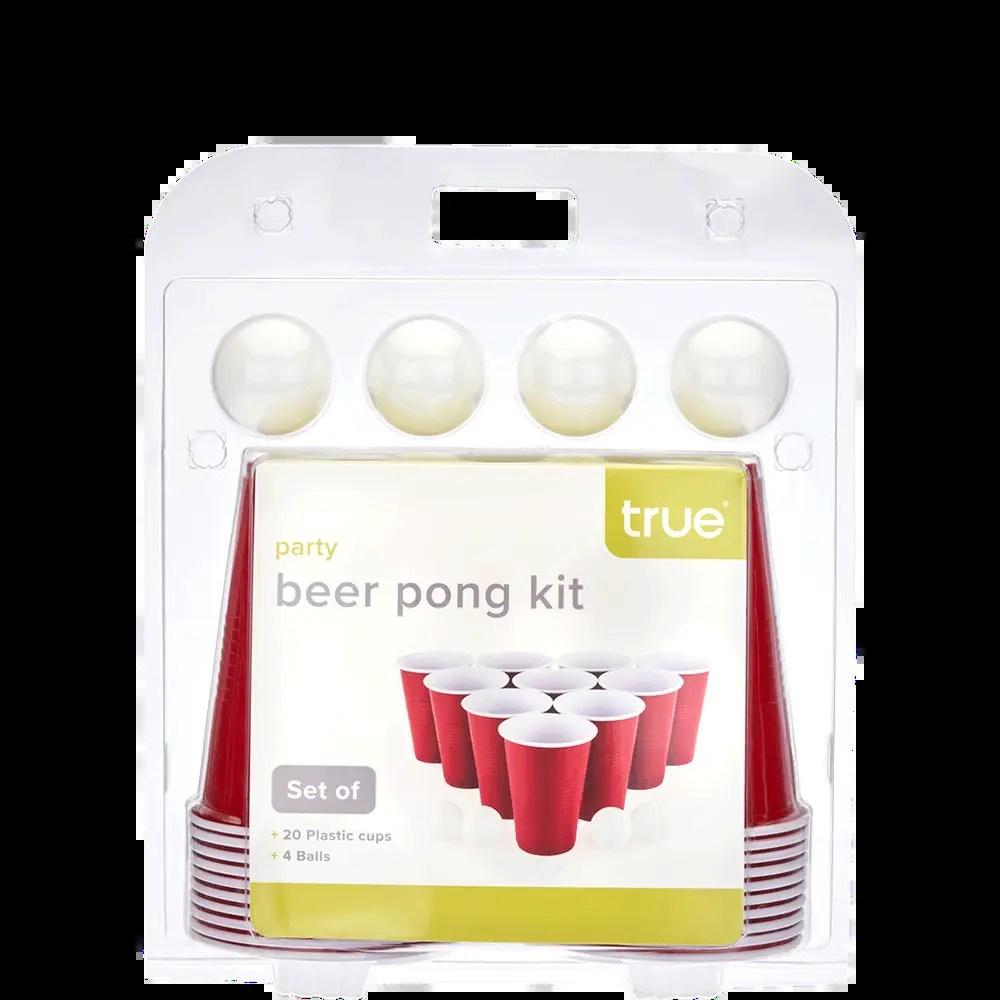 true®
party
beer pong kit
Set of
+ 20 Plastic cups
+ 4 Balls